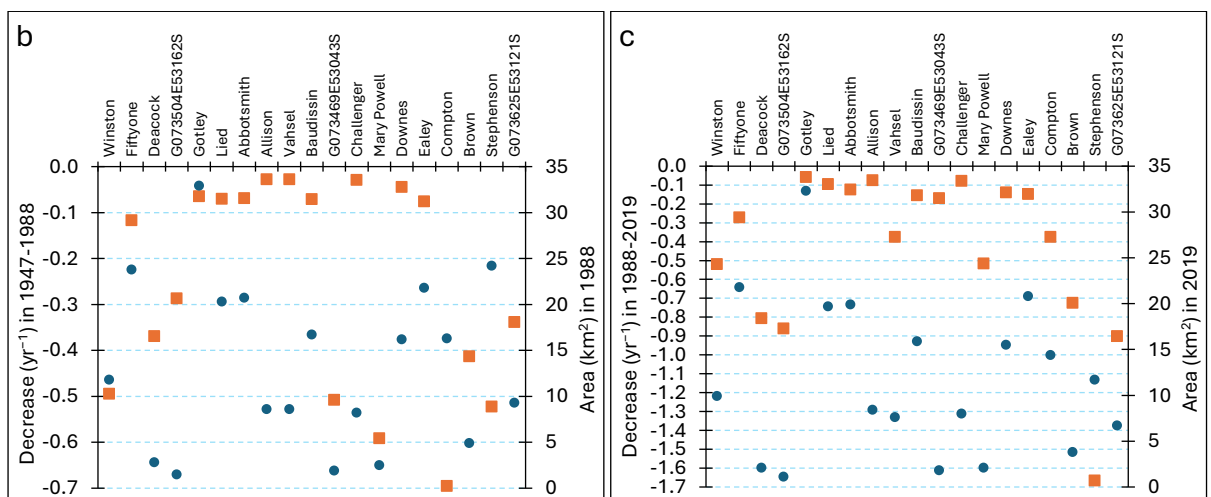 b
Winston
Fiftyone
Deacock
G073504E53162S
Gotley
Lied
Abbotsmith
Allison
Vahsel
Baudissin
G073469E53043S
Challenger
Mary Powell
Downes
Ealey
Compton
Brown
Stephenson
G073625E53121S
Decrease (yr⁻¹) in 1947-1988
0.0
-0.1
-0.2
-0.3
-0.4
-0.5
-0.6
-0.7
35
30
25
20
15
10
5
0
Area (km²) in 1988
c
Winston
Fiftyone
Deacock
G073504E53162S
Gotley
Lied
Abbotsmith
Allison
Vahsel
Baudissin
G073469E53043S
Challenger
Mary Powell
Downes
Ealey
Compton
Brown
Stephenson
G073625E53121S
Decrease (yr⁻¹) in 1988-2019
0.0
-0.1
-0.2
-0.3
-0.4
-0.5
-0.6
-0.7
-0.8
-0.9
-1.0
-1.1
-1.2
-1.3
-1.4
-1.5
-1.6
-1.7
35
30
25
20
15
10
5
0
Area (km²) in 2019